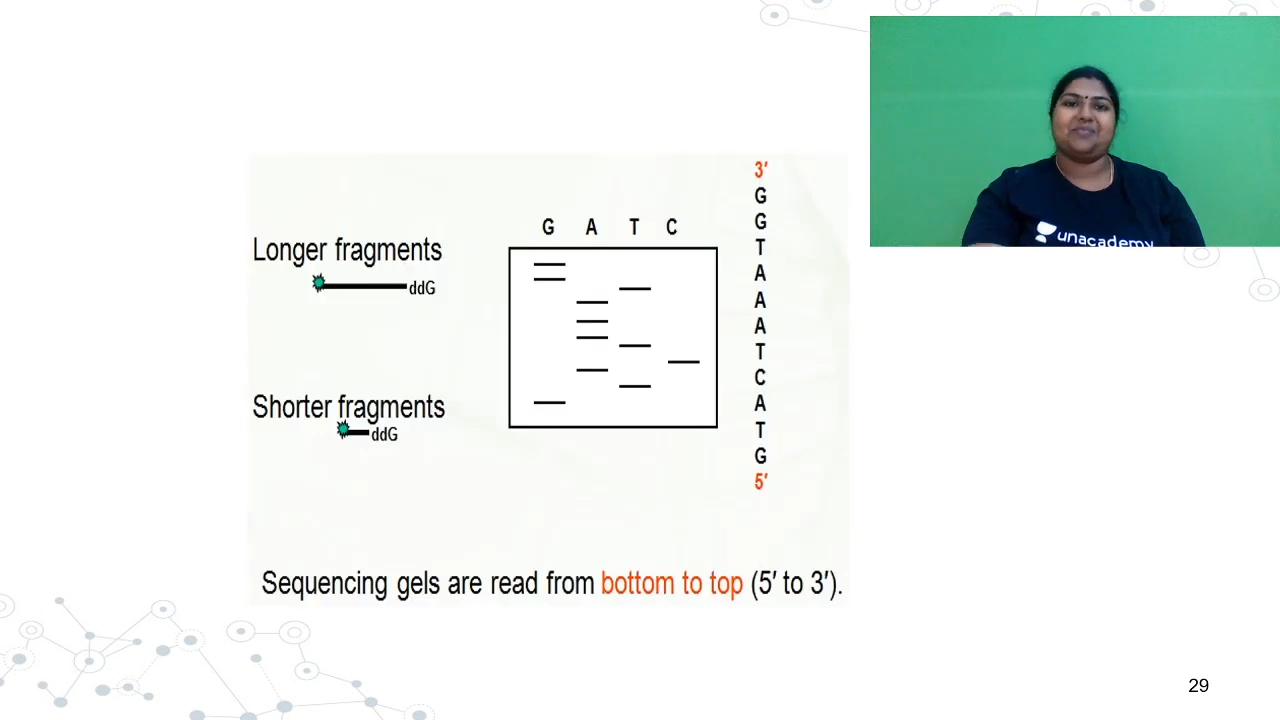 unacademy
3′
G
G
T
A
A
A
T
C
A
T
G
5′
G A T C
Longer fragments
ddG
Shorter fragments
ddG
Sequencing gels are read from bottom to top (5′ to 3′).
29